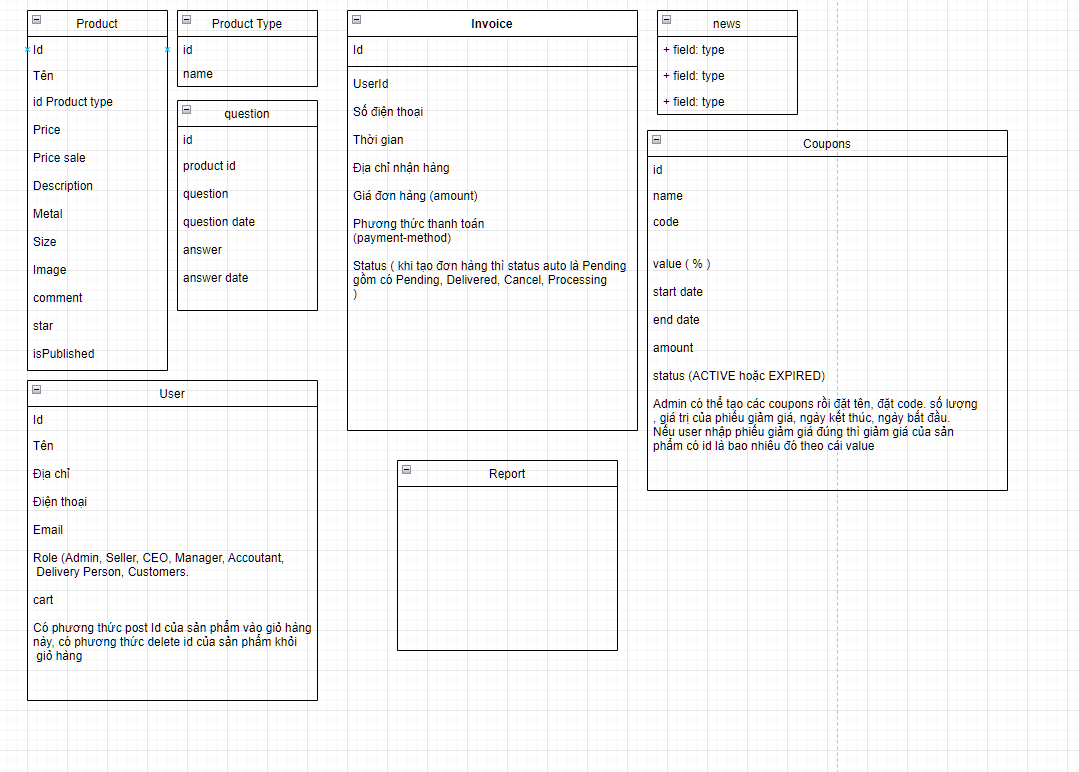 Product
Id
Tên
id Product type
Price
Price sale
Description
Metal
Size
Image
comment
star
isPublished
Product Type
id
name
question
id
product id
question
question date
answer
answer date
Invoice
Id
UserId
Số điện thoại
Thời gian
Địa chỉ nhận hàng
Giá đơn hàng (amount)
Phương thức thanh toán
(payment-method)
Status ( khi tạo đơn hàng thì status auto là Pending
gồm có Pending, Delivered, Cancel, Processing
)
news
+ field: type
+ field: type
+ field: type
Coupons
id
name
code
value ( % )
start date
end date
amount
status (ACTIVE hoặc EXPIRED)
Admin có thể tạo các coupons rồi đặt tên, đặt code. số lượng
, giá trị của phiếu giảm giá, ngày kết thúc, ngày bắt đầu.
Nếu user nhập phiếu giảm giá đúng thì giảm giá của sản
phẩm có id là bao nhiêu đó theo cái value
User
Id
Tên
Địa chỉ
Điện thoại
Email
Role (Admin, Seller, CEO, Manager, Accoutant,
Delivery Person, Customers.
cart
Có phương thức post Id của sản phẩm vào giỏ hàng
này, có phương thức delete id của sản phẩm khỏi
giỏ hàng
Report